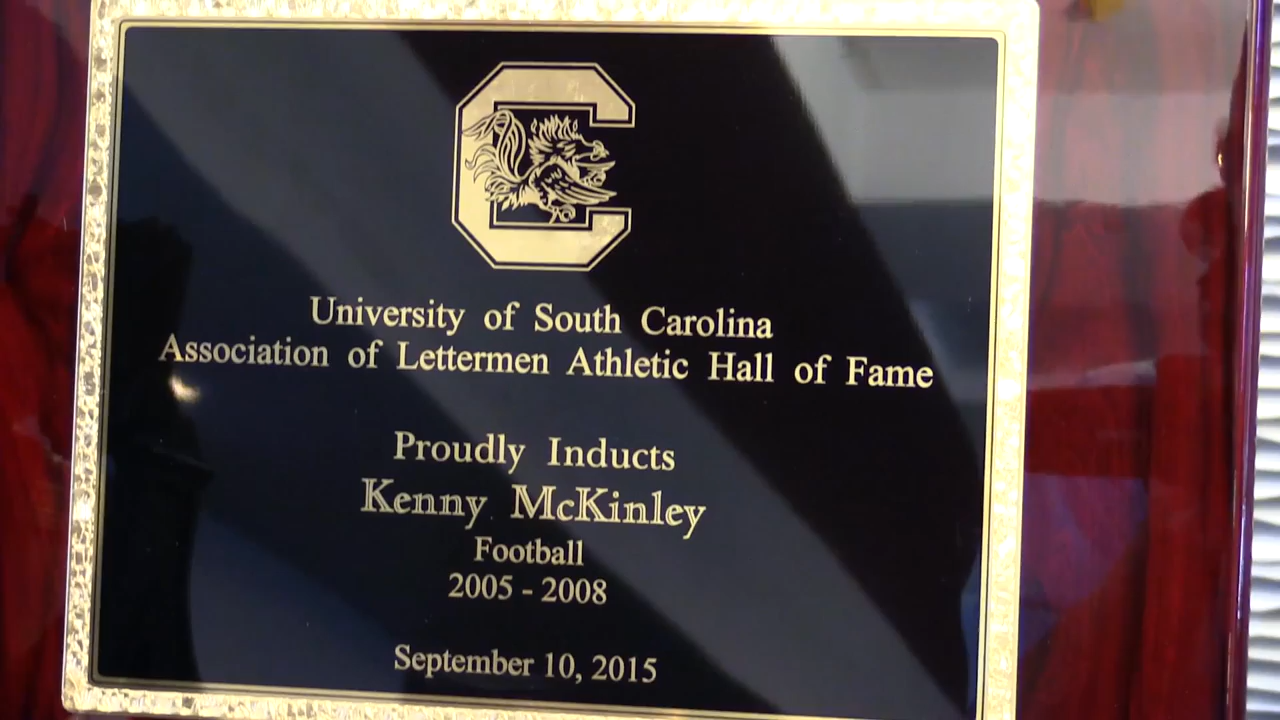 University of South Carolina
Association of Lettermen Athletic Hall of Fame
Proudly Inducts
Kenny McKinley
Football
2005 - 2008
September 10, 2015